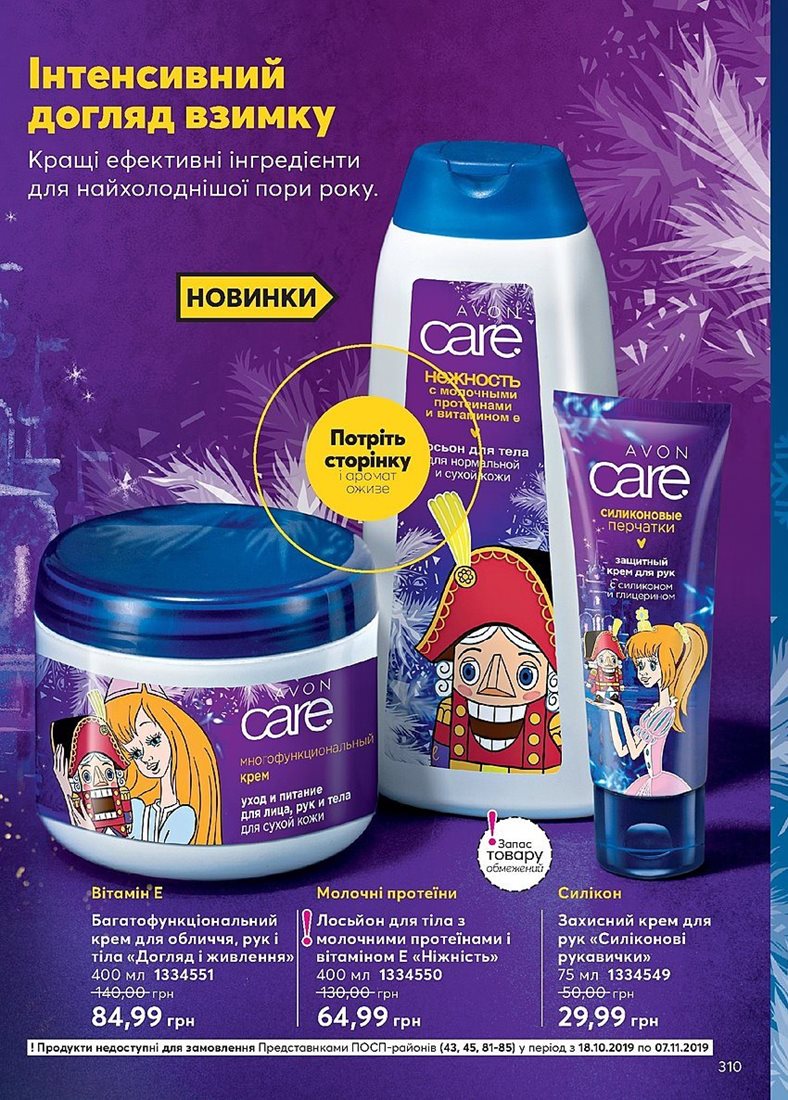 Інтенсивний
догляд взимку
Кращі ефективні інгредієнти
для найхолоднішої пори року.
НОВИНКИ
Потріть
сторінку
і аромат
оживе
AVON
care
нежность
с молочными
протеинами
и витамином е
лосьон для тела
для нормальной
и сухой кожи
AVON
care
силиконовые
перчатки
защитный
крем для рук
с силиконом
и глицерином
AVON
care
многофункциональный
крем
уход и питание
для лица, рук и тела
для сухой кожи
! Запас
товару
обмежений
Вітамін Е
Багатофункціональний
крем для обличчя, рук і
тіла «Догляд і живлення»
400 мл 1334551
140,00 грн
84,99 грн
Молочні протеїни
! Лосьйон для тіла з
молочними протеїнами і
вітаміном Е «Ніжність»
400 мл 1334550
130,00 грн
64,99 грн
Силікон
Захисний крем для
рук «Силіконові
рукавички»
75 мл 1334549
50,00 грн
29,99 грн
! Продукти недоступні для замовлення Представниками ПОСП-районів (43, 45, 81-85) у період з 18.10.2019 по 07.11.2019
310